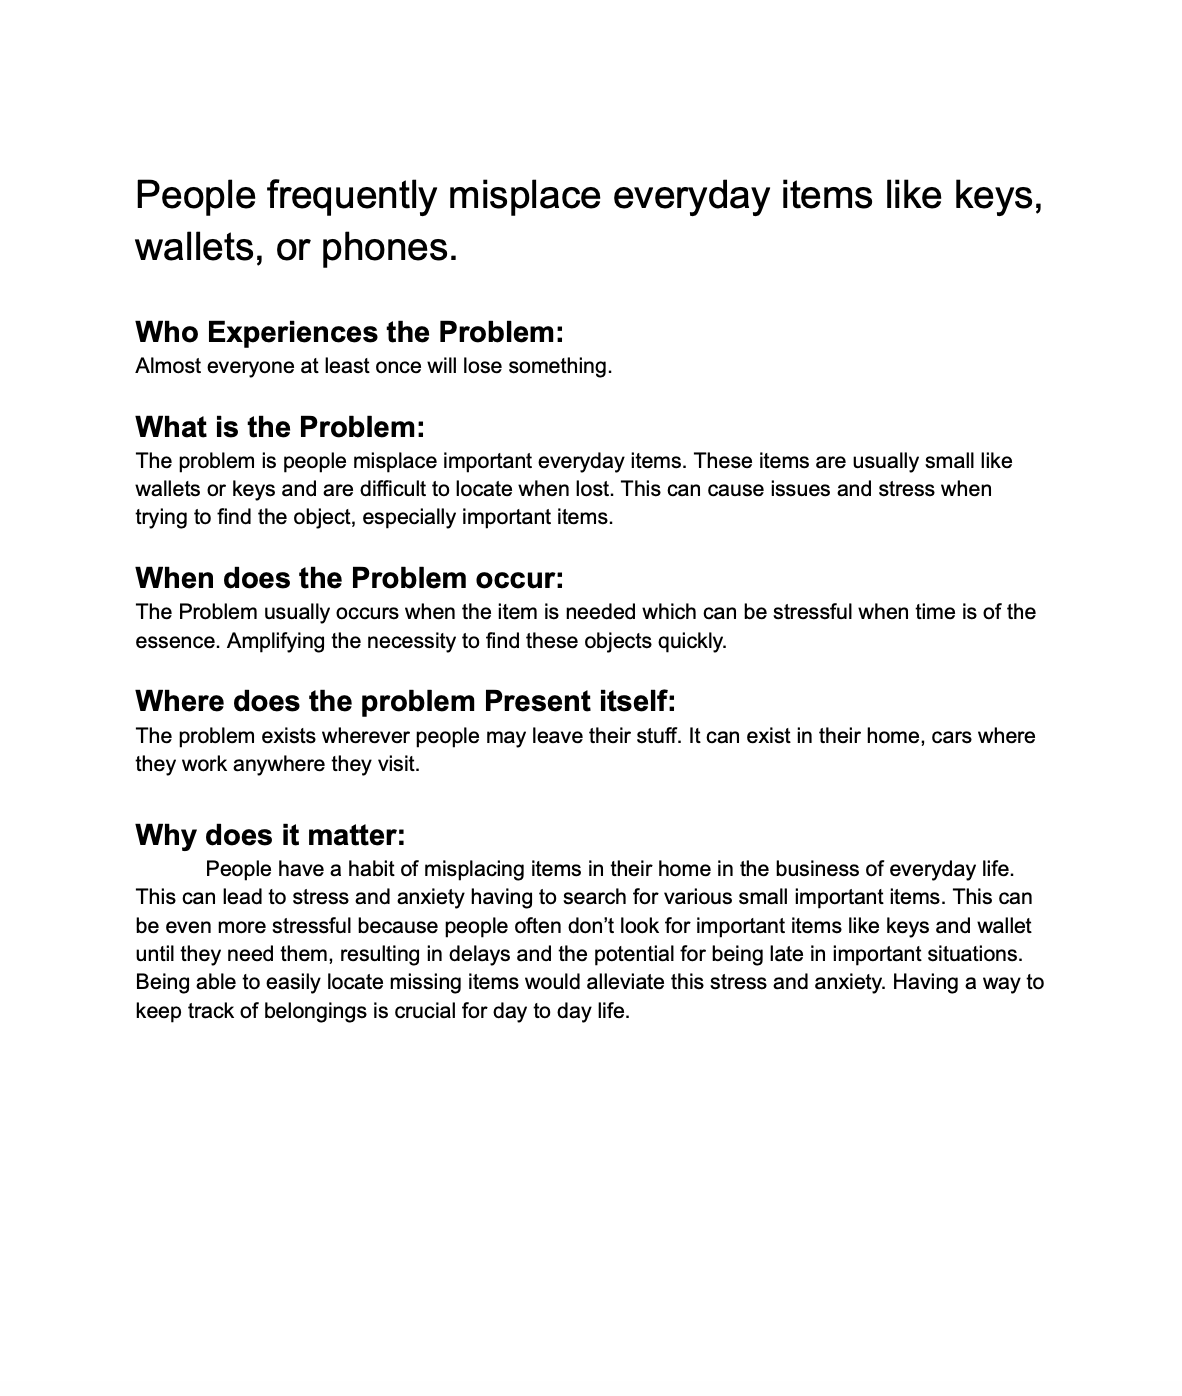 People frequently misplace everyday items like keys,
wallets, or phones.
Who Experiences the Problem:
Almost everyone at least once will lose something.
What is the Problem:
The problem is people misplace important everyday items. These items are usually small like
wallets or keys and are difficult to locate when lost. This can cause issues and stress when
trying to find the object, especially important items.
When does the Problem occur:
The Problem usually occurs when the item is needed which can be stressful when time is of the
essence. Amplifying the necessity to find these objects quickly.
Where does the problem Present itself:
The problem exists wherever people may leave their stuff. It can exist in their home, cars where
they work anywhere they visit.
Why does it matter:
People have a habit of misplacing items in their home in the business of everyday life.
This can lead to stress and anxiety having to search for various small important items. This can
be even more stressful because people often don’t look for important items like keys and wallet
until they need them, resulting in delays and the potential for being late in important situations.
Being able to easily locate missing items would alleviate this stress and anxiety. Having a way to
keep track of belongings is crucial for day to day life.